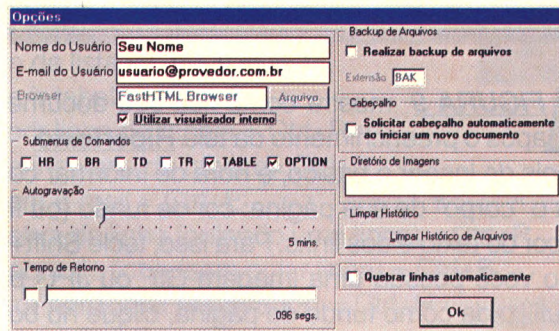 Opções
Nome do Usuário Seu Nome
E-mail do Usuário usuario@provedor.com.br
Browser FastHTML Browser Arquivo
Utilizar visualizador interno
Submenus de Comandos
HR BR TD TR TABLE OPTION
Autogravação
5 mins.
Tempo de Retorno
.096 segs.
Backup de Arquivos
Realizar backup de arquivos
Extensão BAK
Cabeçalho
Solicitar cabeçalho automaticamente
ao iniciar um novo documento
Diretório de Imagens
Limpar Histórico
Limpar Histórico de Arquivos
Quebrar linhas automaticamente
Ok